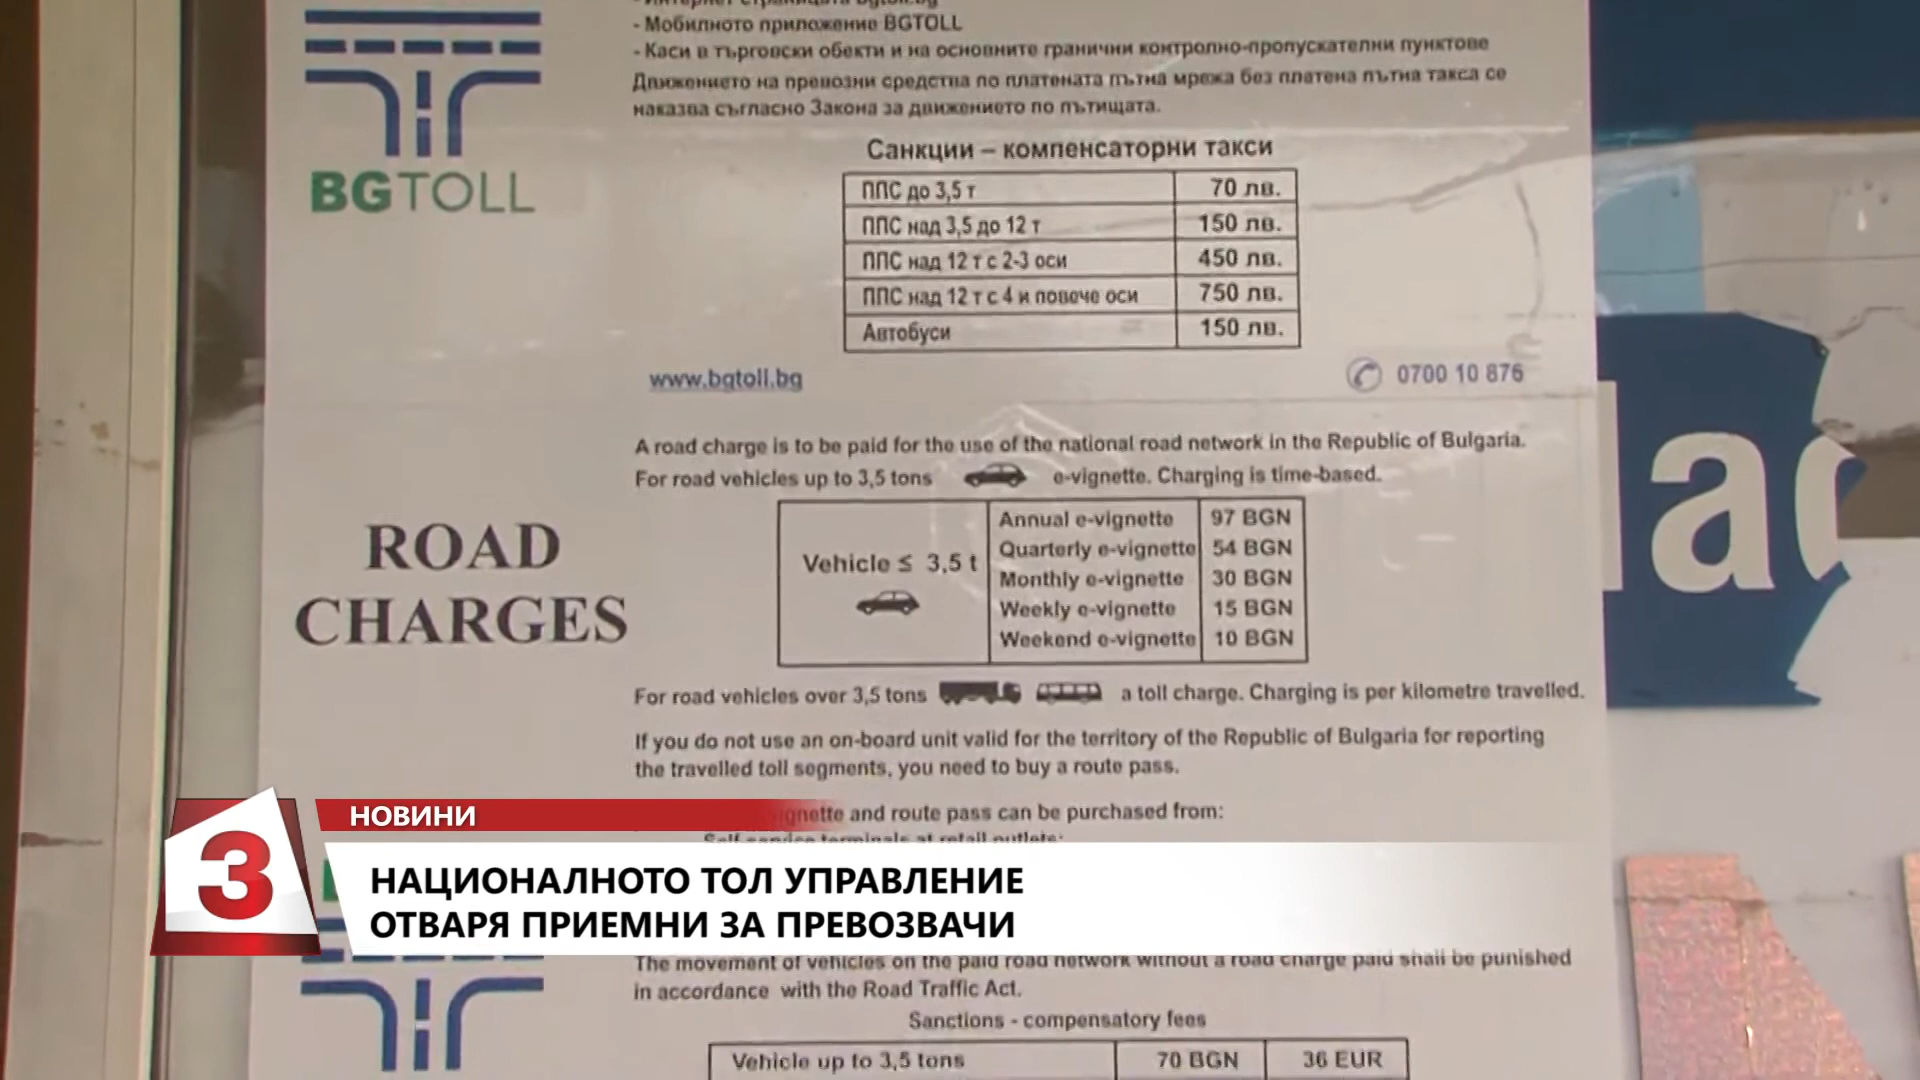 - Интернет страницата bgtoll.bg
- Мобилното приложение BGTOLL
- Каси в търговски обекти и на основните гранични контролно-пропускателни пунктове
Движението на превозни средства по платената пътна мрежа без платена пътна такса се
наказва съгласно Закона за движението по пътищата.
BGTOLL
Санкции – компенсаторни такси
ППС до 3,5 т 70 лв.
ППС над 3,5 до 12 т 150 лв.
ППС над 12 т с 2-3 оси 450 лв.
ППС над 12 т с 4 и повече оси 750 лв.
Автобуси 150 лв.
www.bgtoll.bg 0700 10 876
A road charge is to be paid for the use of the national road network in the Republic of Bulgaria.
For road vehicles up to 3,5 tons e-vignette. Charging is time-based.
ROAD
CHARGES
Vehicle ≤ 3,5 t
Annual e-vignette 97 BGN
Quarterly e-vignette 54 BGN
Monthly e-vignette 30 BGN
Weekly e-vignette 15 BGN
Weekend e-vignette 10 BGN
For road vehicles over 3,5 tons a toll charge. Charging is per kilometre travelled.
If you do not use an on-board unit valid for the territory of the Republic of Bulgaria for reporting
the travelled toll segments, you need to buy a route pass.
and route pass can be purchased from:
Self-service terminals at retail outlets;
3
НОВИНИ
НАЦИОНАЛНОТО ТОЛ УПРАВЛЕНИЕ
ОТВАРЯ ПРИЕМНИ ЗА ПРЕВОЗВАЧИ
The movement of vehicles on the paid road network without a road charge paid shall be punished
in accordance with the Road Traffic Act.
Sanctions - compensatory fees
Vehicle up to 3,5 tons 70 BGN 36 EUR